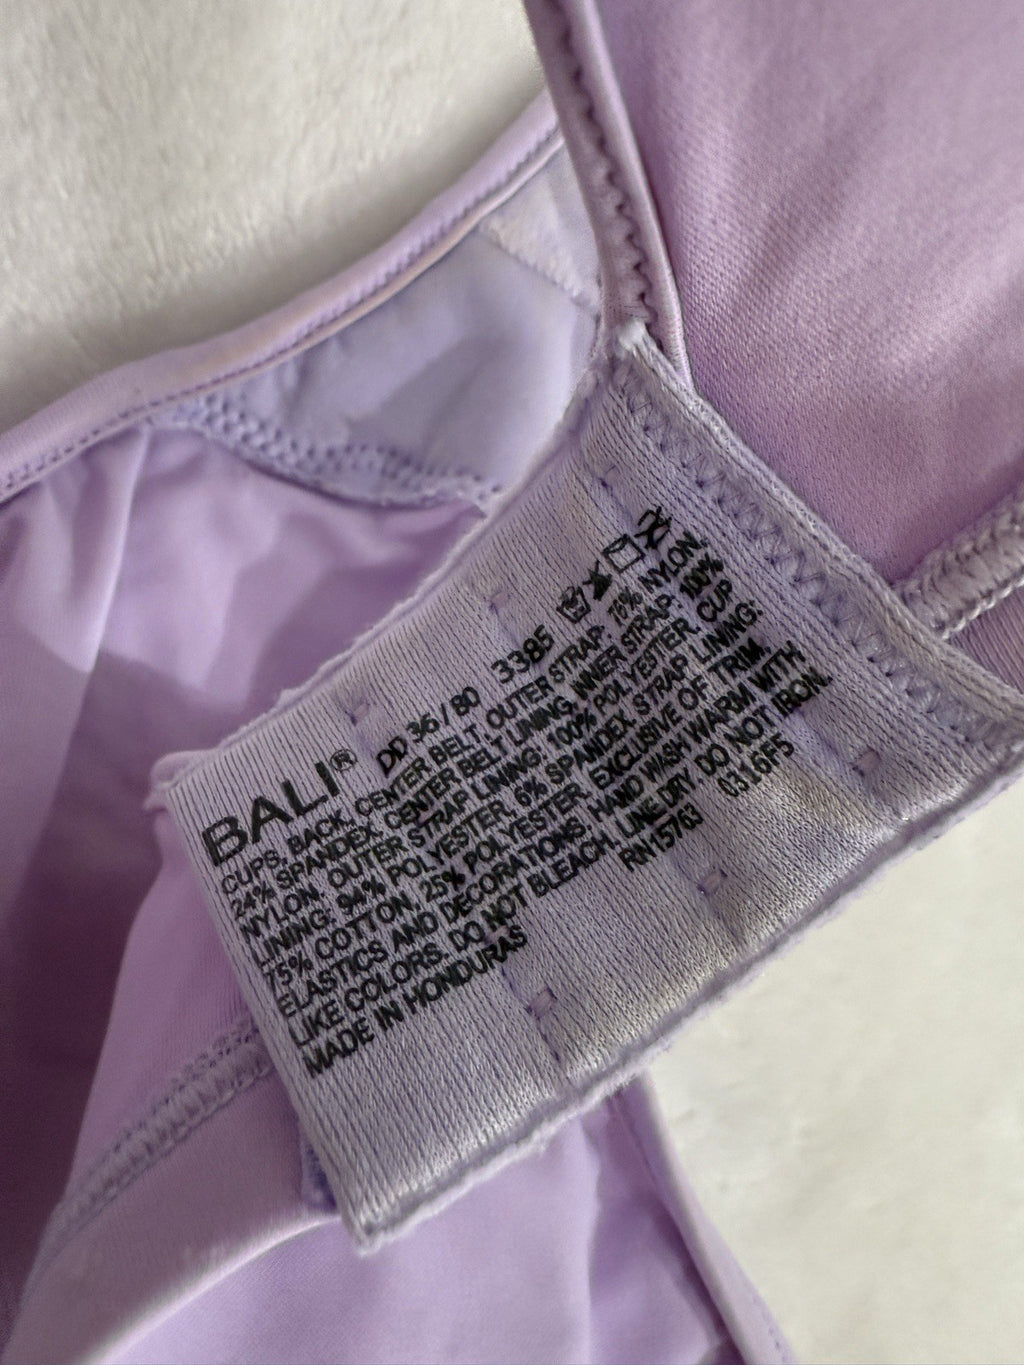 BALI® DD 36 / 80 3385
CUPS, BACK, CENTER BELT, OUTER STRAP: 76% NYLON,
24% SPANDEX. CENTER BELT LINING, INNER STRAP: 100%
NYLON. OUTER STRAP LINING: 100% POLYESTER. CUP
LINING: 94% POLYESTER, 6% SPANDEX. STRAP LINING:
75% COTTON, 25% POLYESTER. EXCLUSIVE OF TRIM,
ELASTICS AND DECORATIONS. HAND WASH WARM WITH
LIKE COLORS. DO NOT BLEACH. LINE DRY. DO NOT IRON.
MADE IN HONDURAS RN15763 0316F5